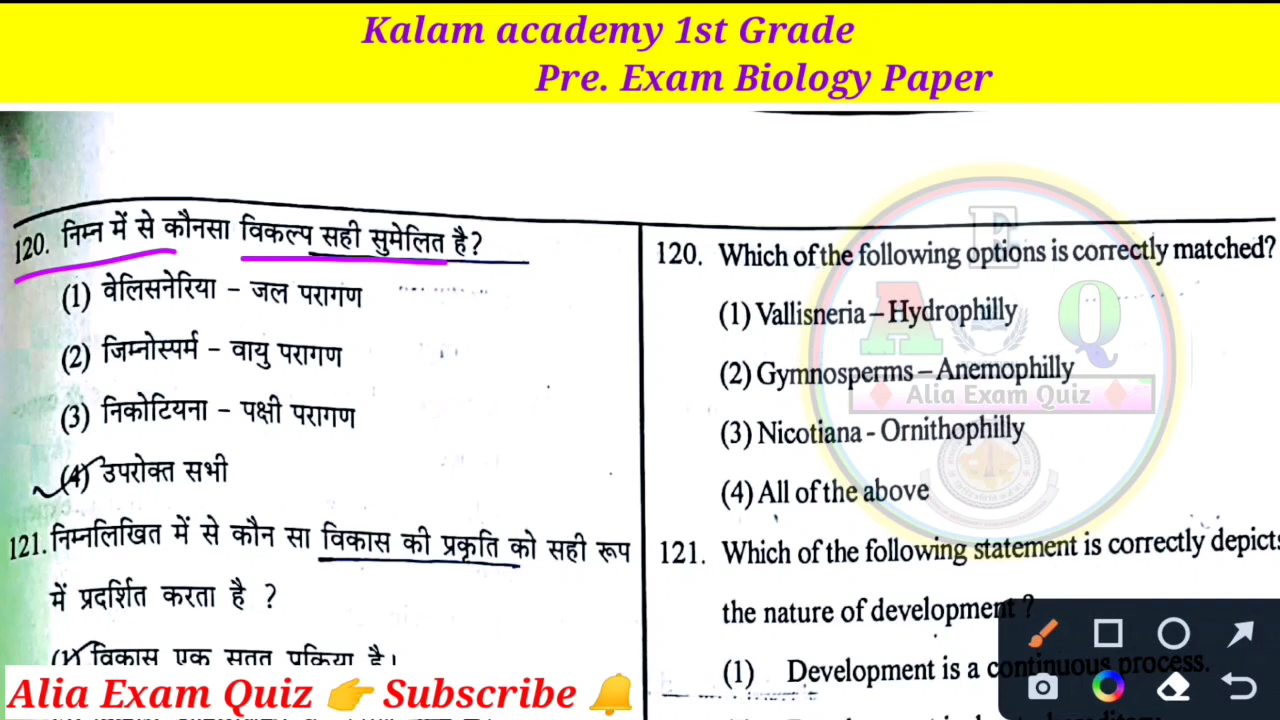 Kalam academy 1st Grade
Pre. Exam Biology Paper
120. निम्न में से कौनसा विकल्प सही सुमेलित है?
(1) वेलिसनेरिया – जल परागण
(2) जिम्नोस्पर्म – वायु परागण
(3) निकोटियना – पक्षी परागण
(4) उपरोक्त सभी
121. निम्नलिखित में से कौन सा विकास की प्रकृति को सही रूप
में प्रदर्शित करता है ?
(1) विकास एक सतत प्रक्रिया है।
120. Which of the following options is correctly matched?
(1) Vallisneria – Hydrophilly
(2) Gymnosperms – Anemophilly
(3) Nicotiana - Ornithophilly
(4) All of the above
121. Which of the following statement is correctly depicts
the nature of development ?
(1) Development is a continuous process.
E
A Q
Alia Exam Quiz
Alia Exam Quiz 👉 Subscribe 🔔